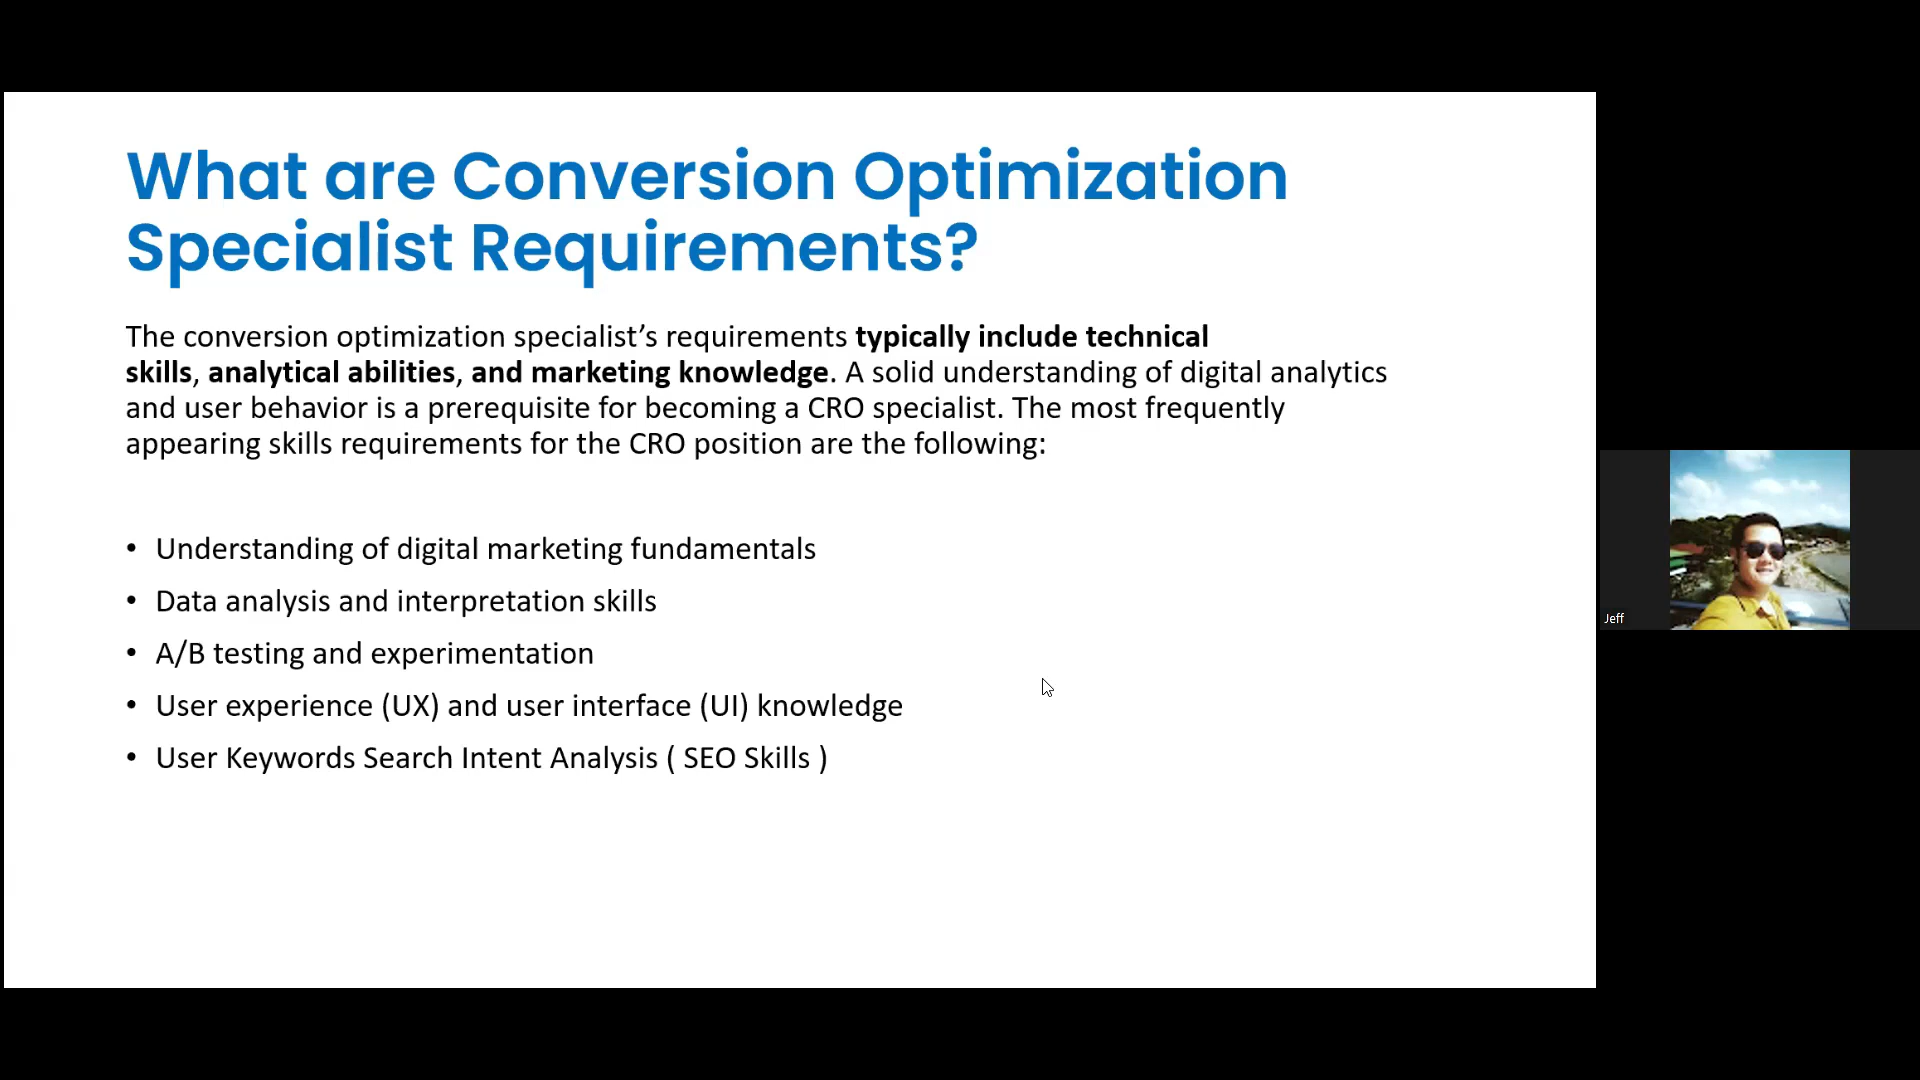 What are Conversion Optimization
Specialist Requirements?
The conversion optimization specialist’s requirements typically include technical
skills, analytical abilities, and marketing knowledge. A solid understanding of digital analytics
and user behavior is a prerequisite for becoming a CRO specialist. The most frequently
appearing skills requirements for the CRO position are the following:
• Understanding of digital marketing fundamentals
• Data analysis and interpretation skills
• A/B testing and experimentation
• User experience (UX) and user interface (UI) knowledge
• User Keywords Search Intent Analysis ( SEO Skills )
Jeff